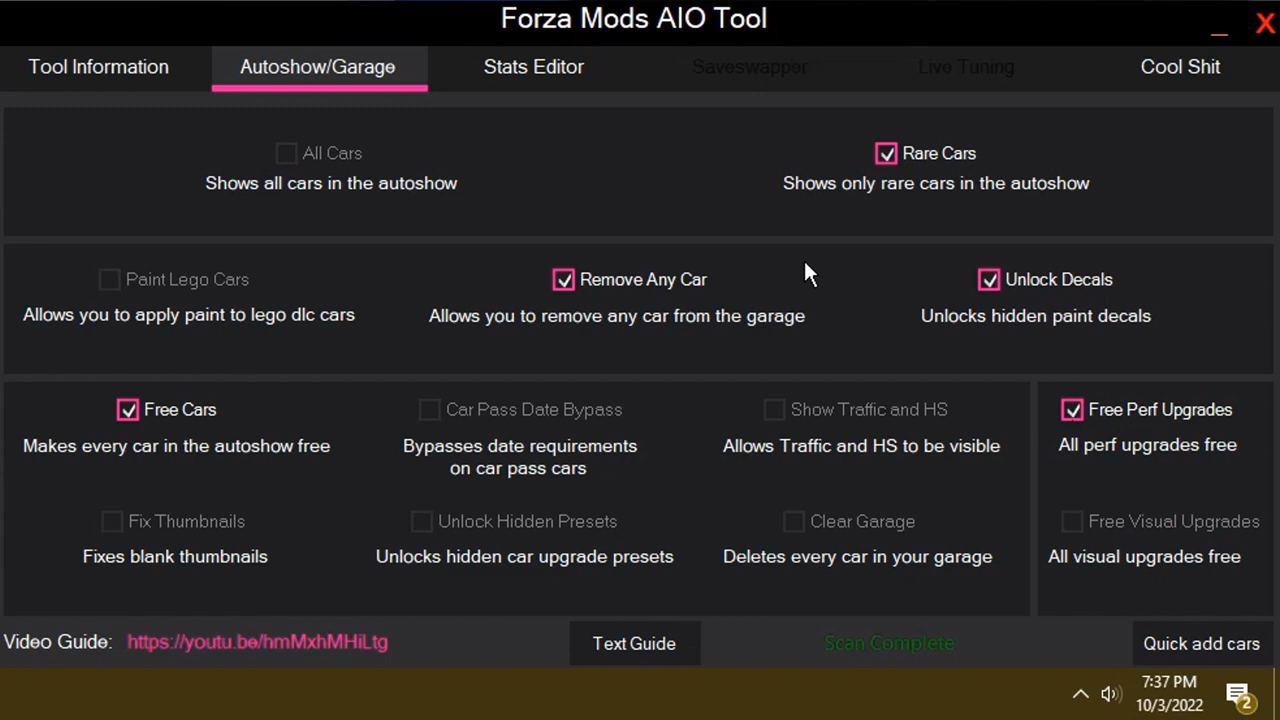 Forza Mods AIO Tool
_ X
Tool Information Autoshow/Garage Stats Editor Saveswapper Live Tuning Cool Shit
All Cars
Shows all cars in the autoshow
Rare Cars
Shows only rare cars in the autoshow
Paint Lego Cars
Allows you to apply paint to lego dlc cars
Remove Any Car
Allows you to remove any car from the garage
Unlock Decals
Unlocks hidden paint decals
Free Cars
Makes every car in the autoshow free
Car Pass Date Bypass
Bypasses date requirements
on car pass cars
Show Traffic and HS
Allows Traffic and HS to be visible
Free Perf Upgrades
All perf upgrades free
Fix Thumbnails
Fixes blank thumbnails
Unlock Hidden Presets
Unlocks hidden car upgrade presets
Clear Garage
Deletes every car in your garage
Free Visual Upgrades
All visual upgrades free
Video Guide: https://youtu.be/hmMxhMHiLtg Text Guide Scan Complete Quick add cars
7:37 PM
10/3/2022
2